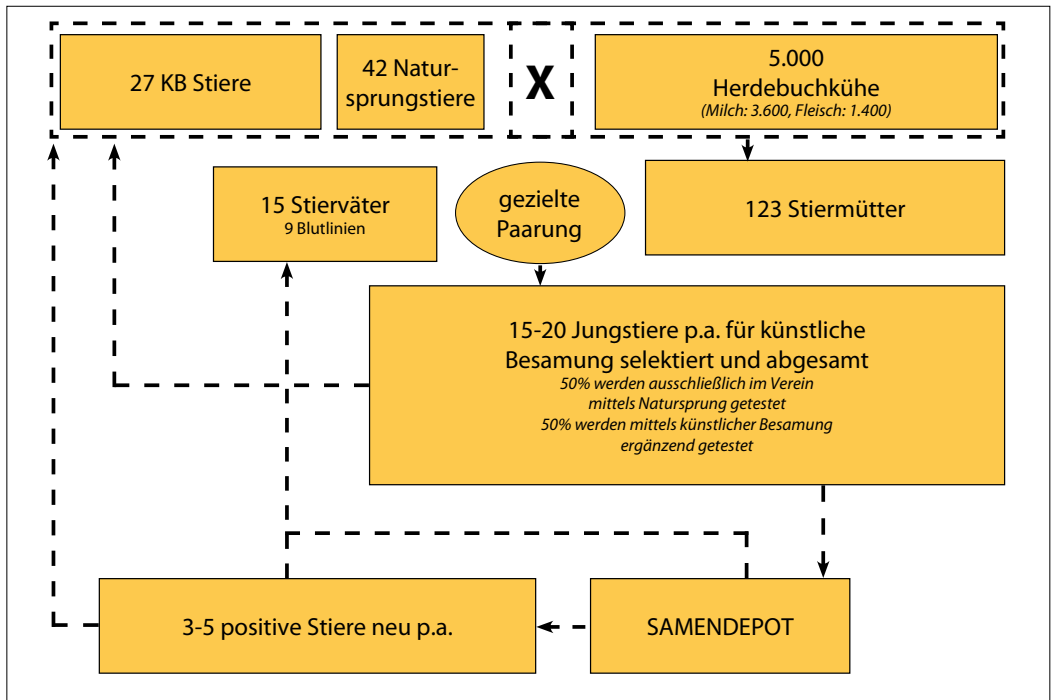 27 KB Stiere
42 Natur-
sprungstiere
X
5.000
Herdebuchkühe
(Milch: 3.600, Fleisch: 1.400)
15 Stierväter
9 Blutlinien
gezielte
Paarung
123 Stiermütter
15-20 Jungstiere p.a. für künstliche
Besamung selektiert und abgesamt
50% werden ausschließlich im Verein
mittels Natursprung getestet
50% werden mittels künstlicher Besamung
ergänzend getestet
3-5 positive Stiere neu p.a.
SAMENDEPOT